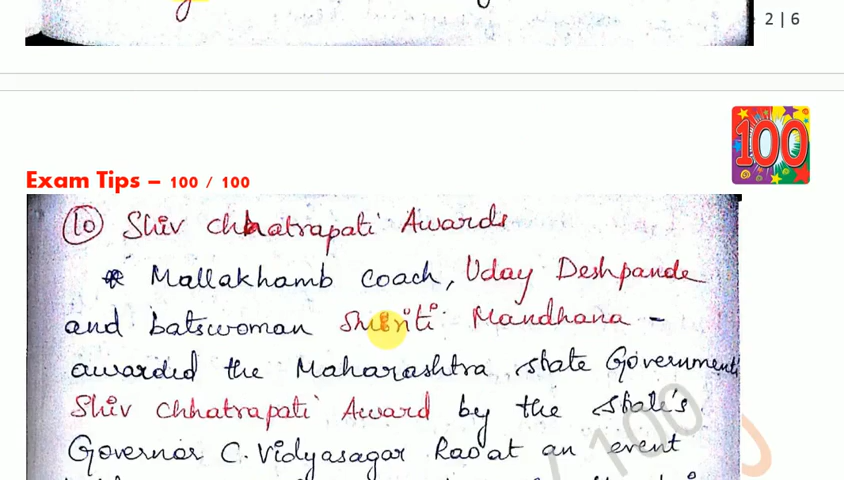 2 | 6
100
Exam Tips – 100 / 100
(10) Shiv Chhatrapati Awards
* Mallakhamb coach, Uday Deshpande
and batswoman Smriti Mandhana -
awarded the Maharashtra state Government
Shiv Chhatrapati Award by the state's
Governor C. Vidyasagar Rao at an event
/ 100